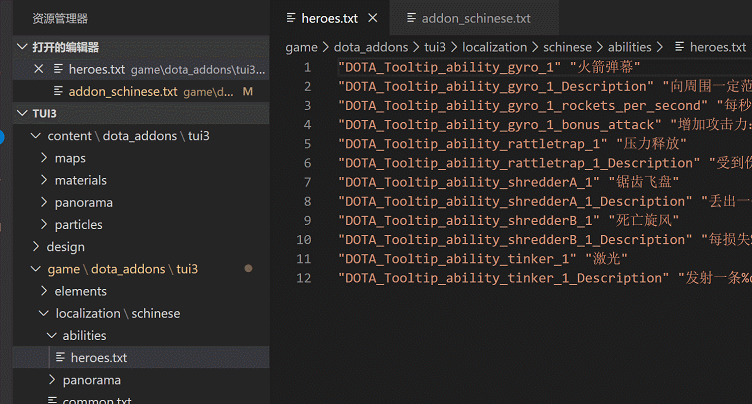 资源管理器
打开的编辑器
heroes.txt game\dota_addons\tui3...
addon_schinese.txt game\d... M
TUI3
content \ dota_addons \ tui3
maps
materials
panorama
particles
design
game \ dota_addons \ tui3
elements
localization \ schinese
abilities
heroes.txt
panorama
common.txt
heroes.txt addon_schinese.txt
game > dota_addons > tui3 > localization > schinese > abilities > heroes.txt
1 "DOTA_Tooltip_ability_gyro_1" "火箭弹幕"
2 "DOTA_Tooltip_ability_gyro_1_Description" "向周围一定范
3 "DOTA_Tooltip_ability_gyro_1_rockets_per_second" "每秒
4 "DOTA_Tooltip_ability_gyro_1_bonus_attack" "增加攻击力:
5 "DOTA_Tooltip_ability_rattletrap_1" "压力释放"
6 "DOTA_Tooltip_ability_rattletrap_1_Description" "受到伤
7 "DOTA_Tooltip_ability_shredderA_1" "锯齿飞盘"
8 "DOTA_Tooltip_ability_shredderA_1_Description" "丢出一
9 "DOTA_Tooltip_ability_shredderB_1" "死亡旋风"
10 "DOTA_Tooltip_ability_shredderB_1_Description" "每损失%
11 "DOTA_Tooltip_ability_tinker_1" "激光"
12 "DOTA_Tooltip_ability_tinker_1_Description" "发射一条%d